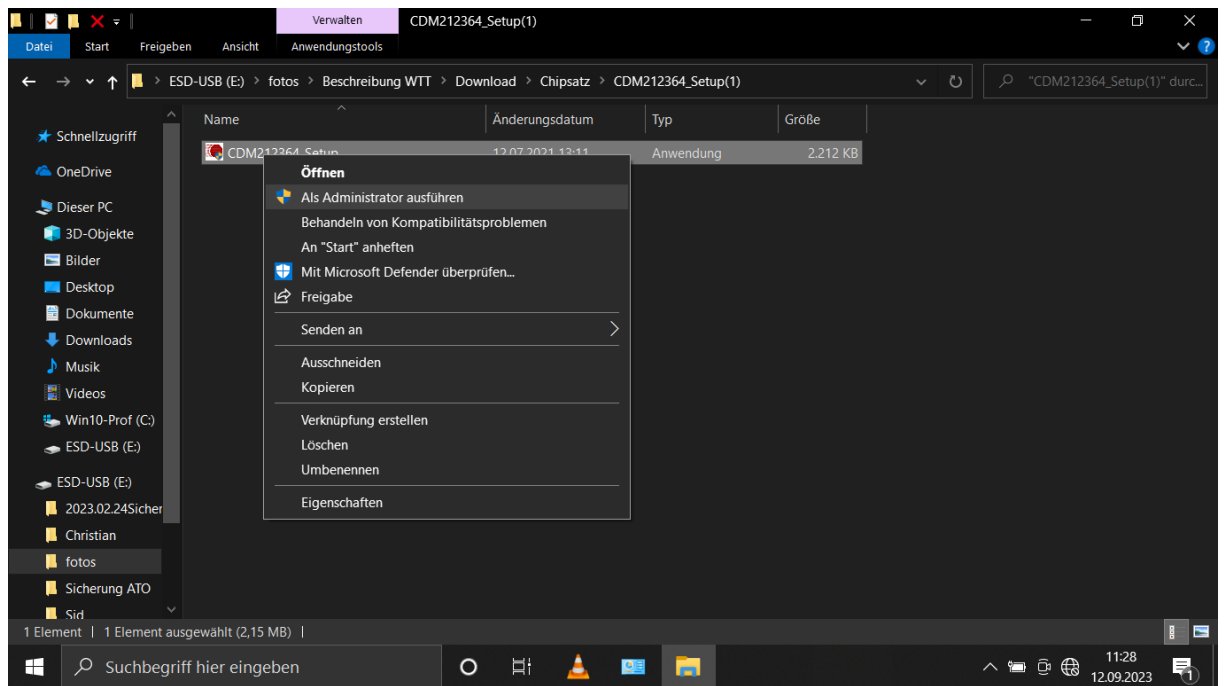 Verwalten
CDM212364_Setup(1)
Datei Start Freigeben Ansicht Anwendungstools
ESD-USB (E:) > fotos > Beschreibung WTT > Download > Chipsatz > CDM212364_Setup(1)
"CDM212364_Setup(1)" durc...
Name Änderungsdatum Typ Größe
CDM212364_Setup 12.07.2021 13:11 Anwendung 2.212 KB
Öffnen
Als Administrator ausführen
Behandeln von Kompatibilitätsproblemen
An "Start" anheften
Mit Microsoft Defender überprüfen...
Freigabe
Senden an
Ausschneiden
Kopieren
Verknüpfung erstellen
Löschen
Umbenennen
Eigenschaften
Schnellzugriff
OneDrive
Dieser PC
3D-Objekte
Bilder
Desktop
Dokumente
Downloads
Musik
Videos
Win10-Prof (C:)
ESD-USB (E:)
ESD-USB (E:)
2023.02.24Sicher
Christian
fotos
Sicherung ATO
Sid
1 Element | 1 Element ausgewählt (2,15 MB) |
Suchbegriff hier eingeben
11:28
12.09.2023
1